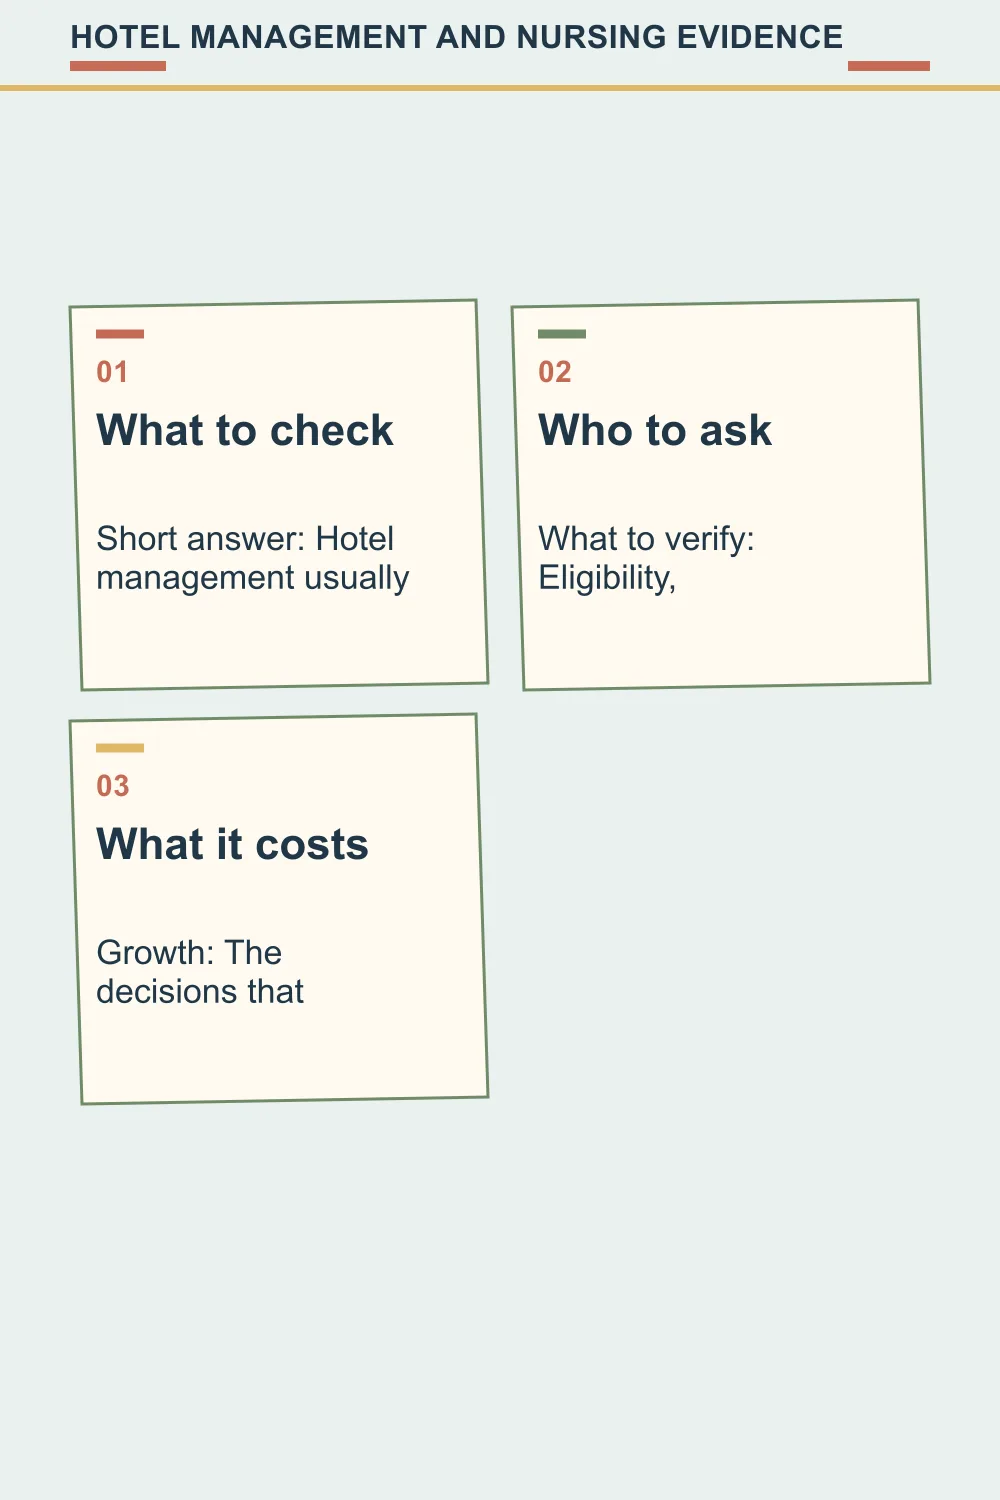 HOTEL MANAGEMENT AND NURSING EVIDENCE
01
What to check
Short answer: Hotel
management usually
02
Who to ask
What to verify:
Eligibility,
03
What it costs
Growth: The
decisions that